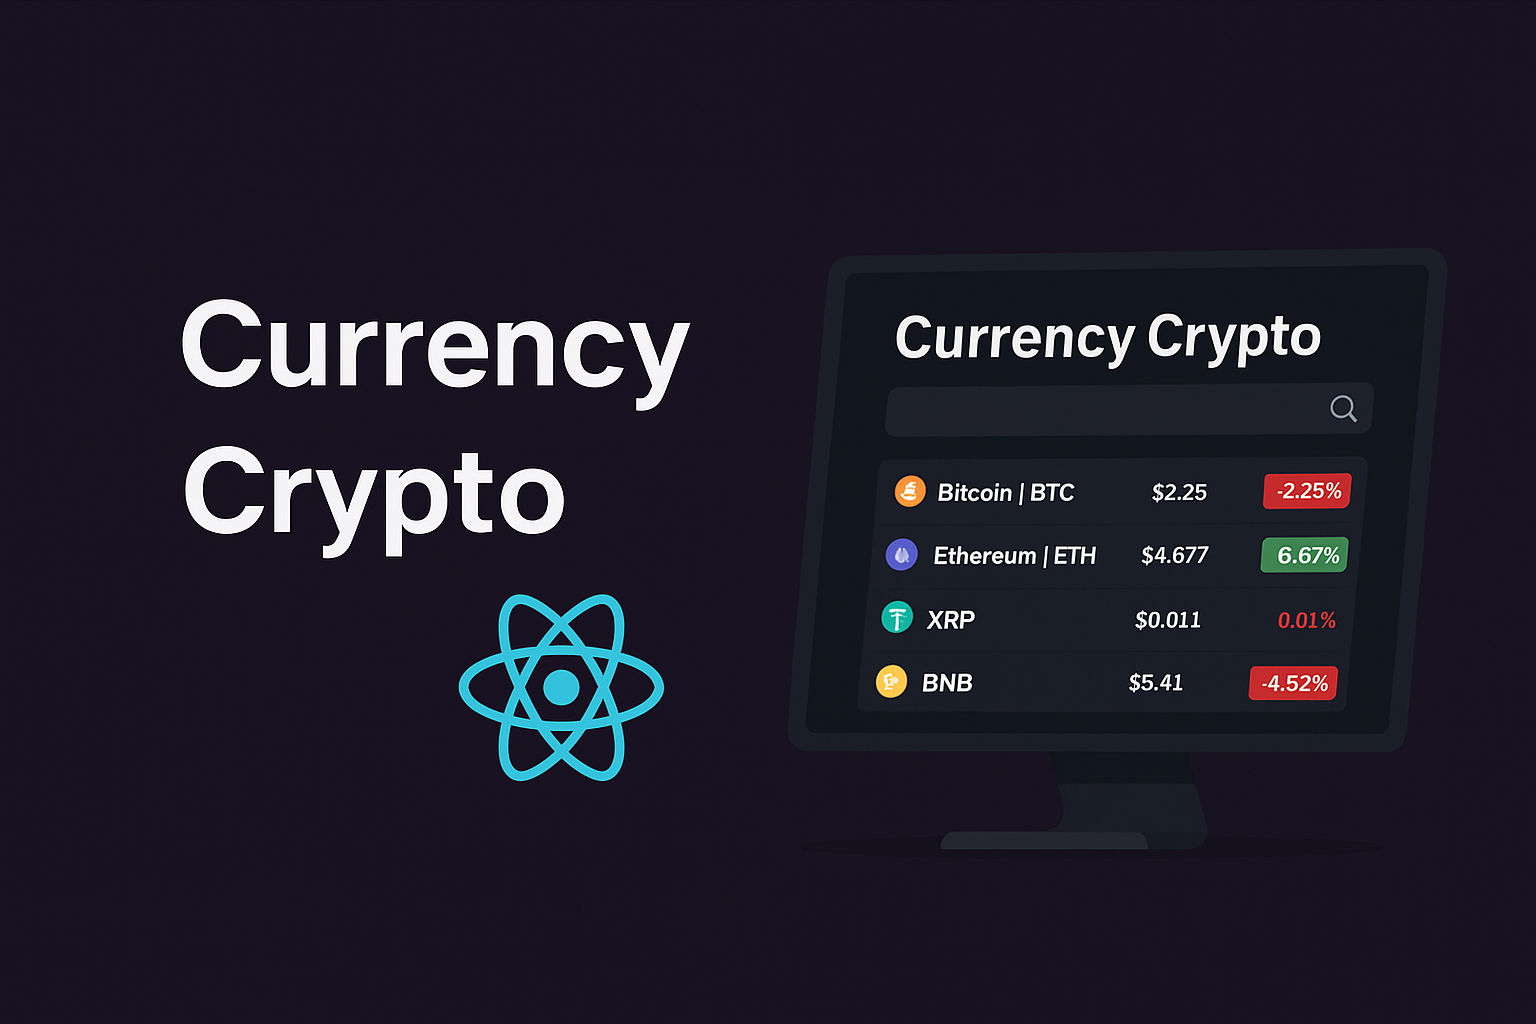 Currency
Crypto
Currency Crypto
Bitcoin | BTC $2.25 -2.25%
Ethereum | ETH $4.677 6.67%
XRP $0.011 0.01%
BNB $5.41 -4.52%